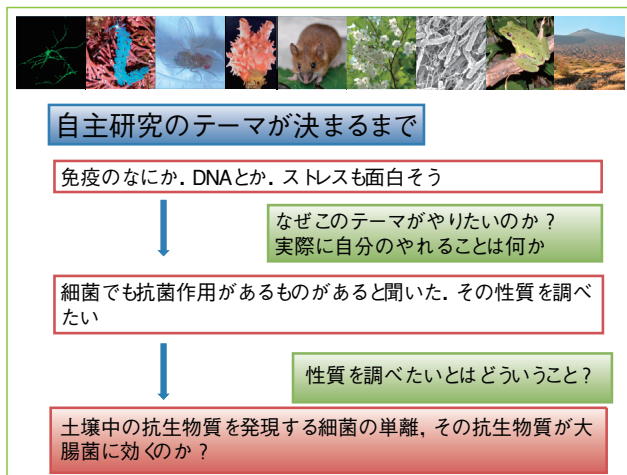 自主研究のテーマが決まるまで
免疫のなにか．DNAとか．ストレスも面白そう
なぜこのテーマがやりたいのか？
実際に自分のやれることは何か
細菌でも抗菌作用があるものがあると聞いた．その性質を調べ
たい
性質を調べたいとはどういうこと？
土壌中の抗生物質を発現する細菌の単離，その抗生物質が大
腸菌に効くのか？